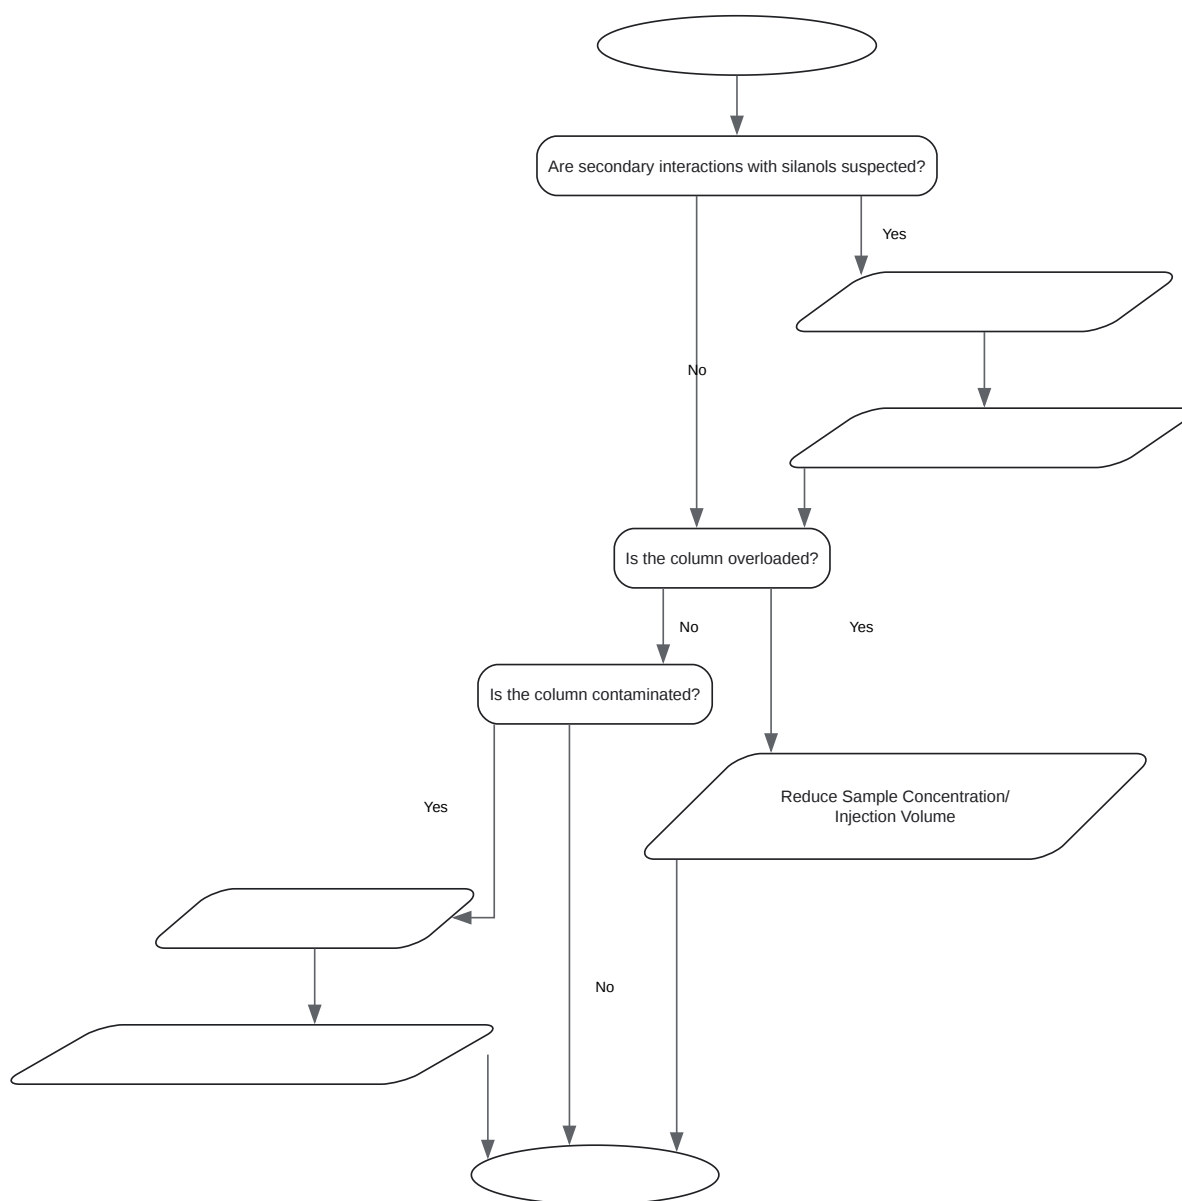 Are secondary interactions with silanols suspected?
Yes
No
Is the column overloaded?
No
Yes
Is the column contaminated?
Reduce Sample Concentration/
Injection Volume
Yes
No